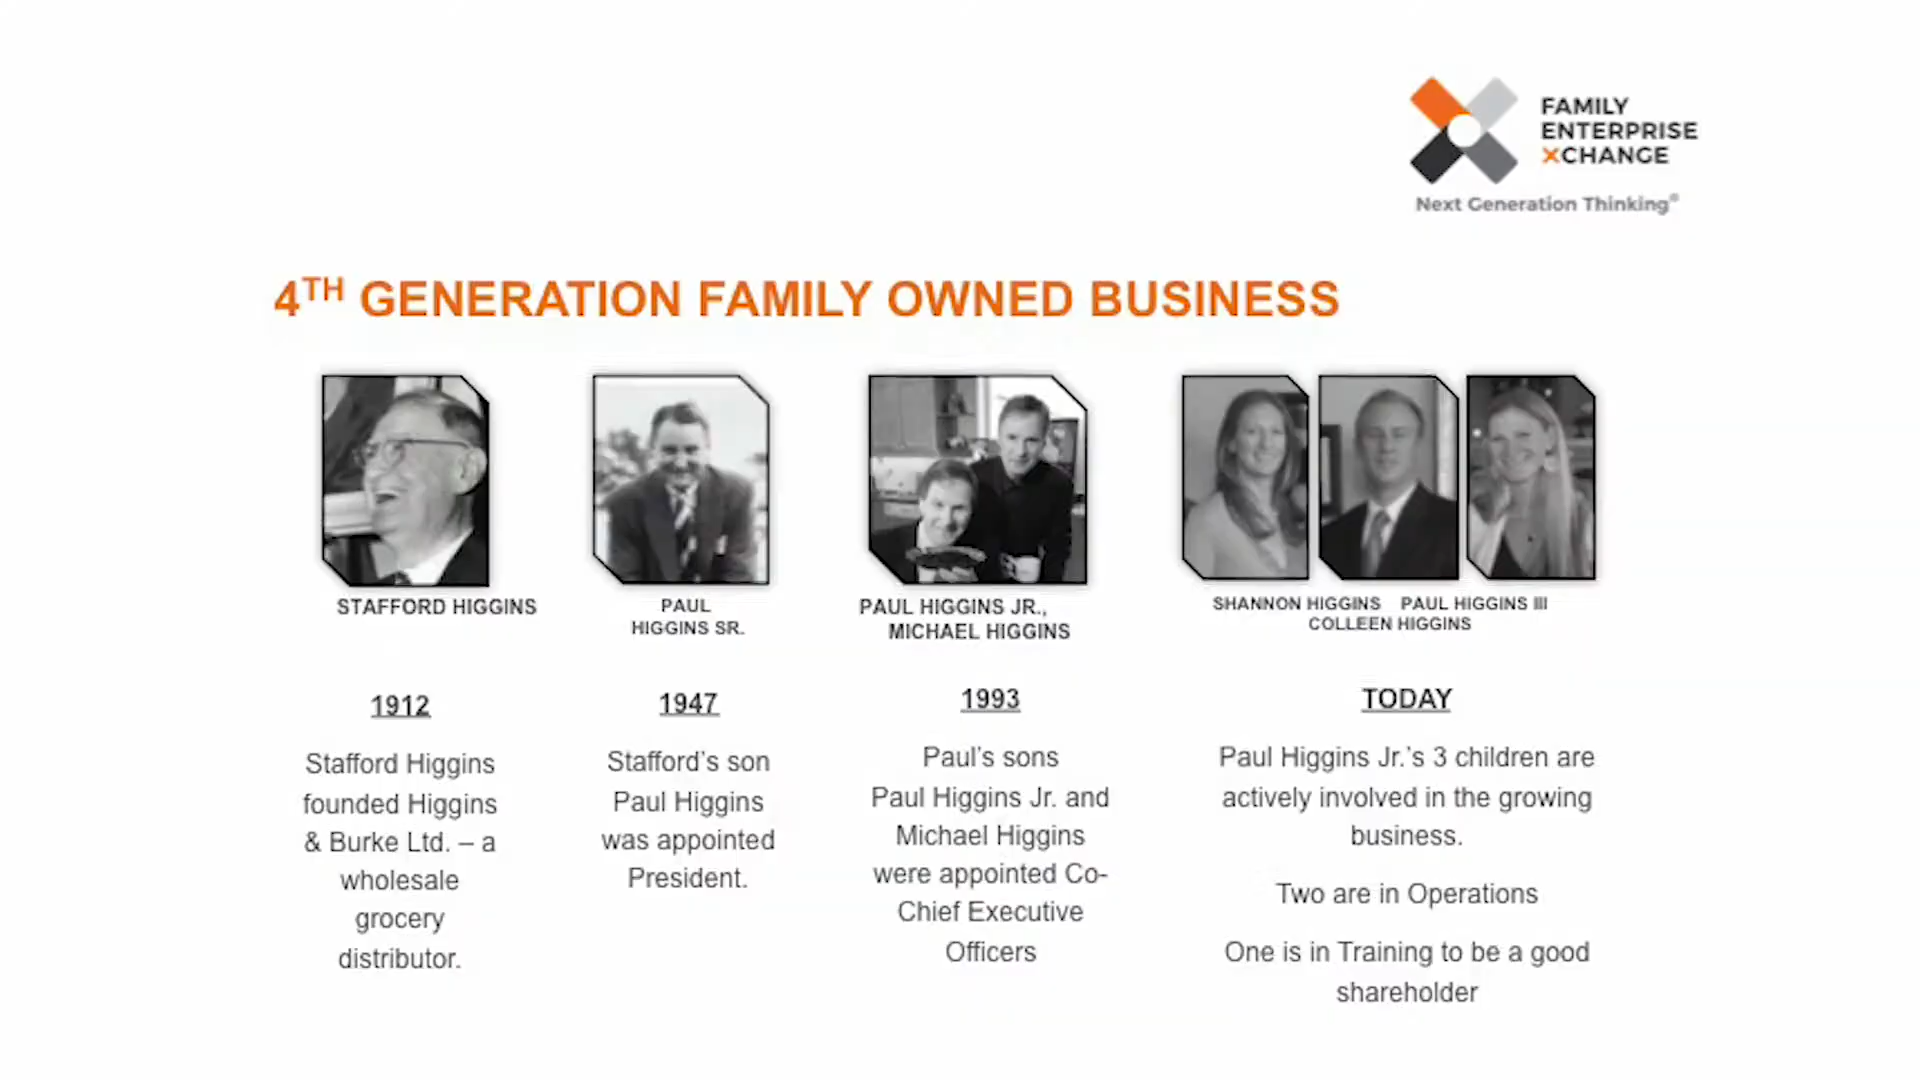 FAMILY
ENTERPRISE
XCHANGE
Next Generation Thinking®
4TH GENERATION FAMILY OWNED BUSINESS
STAFFORD HIGGINS
1912
Stafford Higgins
founded Higgins
& Burke Ltd. – a
wholesale
grocery
distributor.
PAUL
HIGGINS SR.
1947
Stafford's son
Paul Higgins
was appointed
President.
PAUL HIGGINS JR.,
MICHAEL HIGGINS
1993
Paul's sons
Paul Higgins Jr. and
Michael Higgins
were appointed Co-
Chief Executive
Officers
SHANNON HIGGINS PAUL HIGGINS III
COLLEEN HIGGINS
TODAY
Paul Higgins Jr.'s 3 children are
actively involved in the growing
business.
Two are in Operations
One is in Training to be a good
shareholder